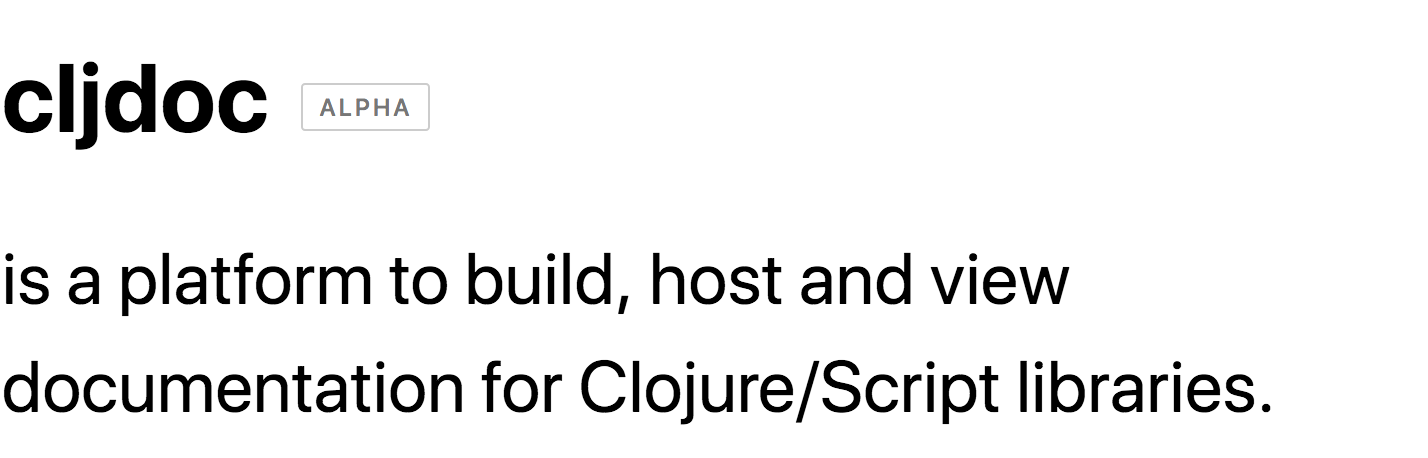 cljdoc ALPHA
is a platform to build, host and view
documentation for Clojure/Script libraries.